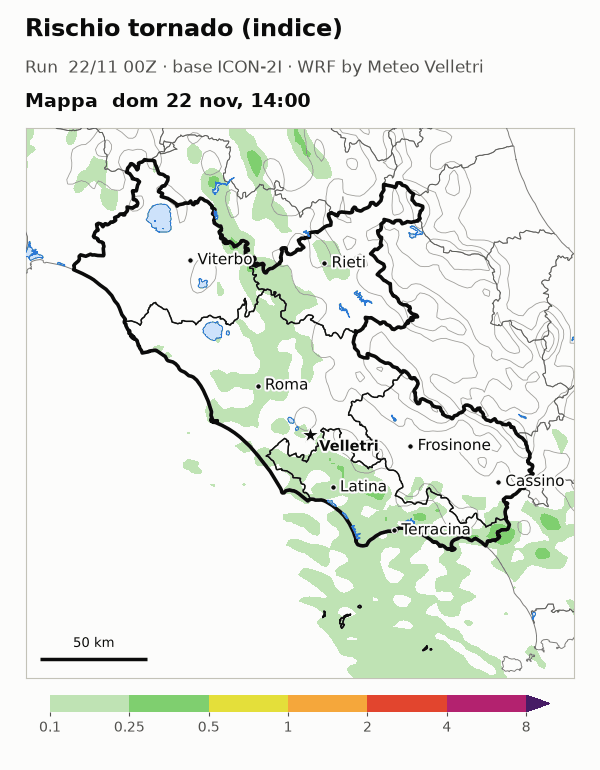 Rischio tornado (indice)
Run  22/11 00Z · base ICON-2I · WRF by Meteo Velletri
Mappa  dom 22 nov, 14:00
Viterbo
Rieti
Roma
Velletri
Frosinone
Cassino
Latina
Terracina
50 km
0.1 0.25 0.5 1 2 4 8